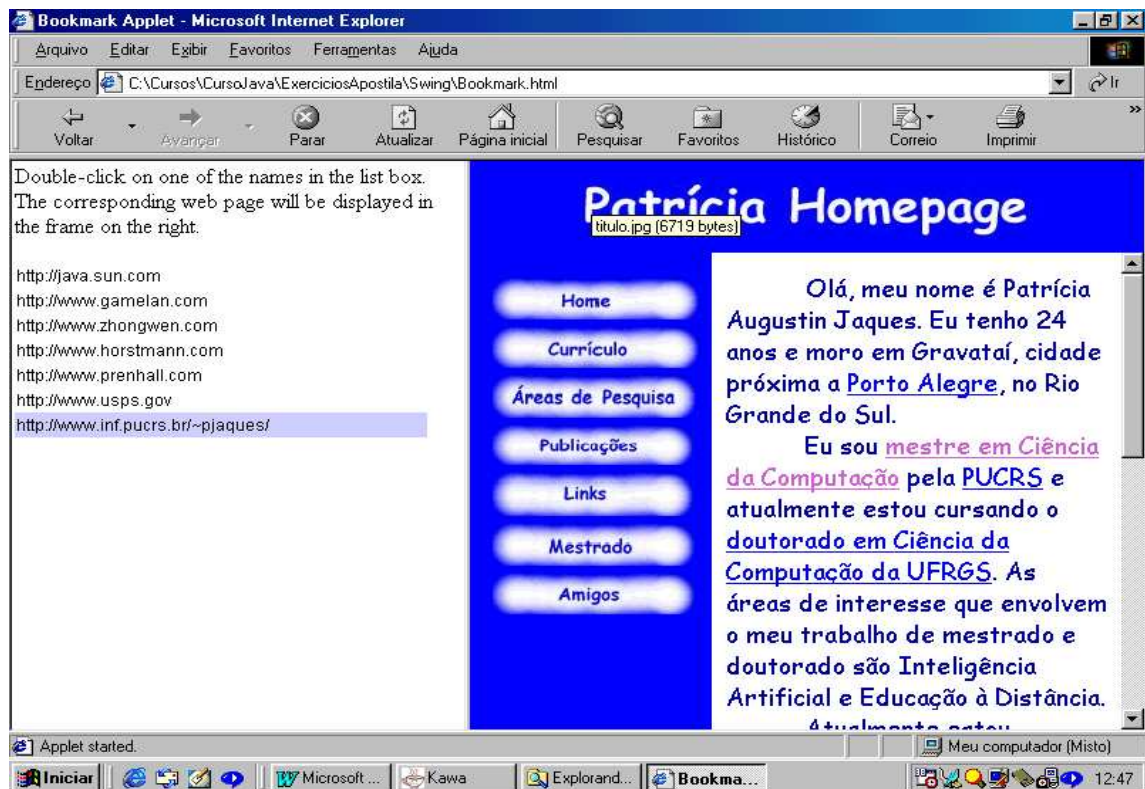 Bookmark Applet - Microsoft Internet Explorer
Arquivo Editar Exibir Favoritos Ferramentas Ajuda
Endereço C:\Cursos\CursoJava\ExerciciosApostila\Swing\Bookmark.html Ir
Voltar Avançar Parar Atualizar Página inicial Pesquisar Favoritos Histórico Correio Imprimir »
Double-click on one of the names in the list box.
The corresponding web page will be displayed in
the frame on the right.
http://java.sun.com
http://www.gamelan.com
http://www.zhongwen.com
http://www.horstmann.com
http://www.prenhall.com
http://www.usps.gov
http://www.inf.pucrs.br/~pjaques/
Patrícia Homepage
titulo.jpg (6719 bytes)
Home
Currículo
Áreas de Pesquisa
Publicações
Links
Mestrado
Amigos
Olá, meu nome é Patrícia
Augustin Jaques. Eu tenho 24
anos e moro em Gravataí, cidade
próxima a Porto Alegre, no Rio
Grande do Sul.
Eu sou mestre em Ciência
da Computação pela PUCRS e
atualmente estou cursando o
doutorado em Ciência da
Computação da UFRGS. As
áreas de interesse que envolvem
o meu trabalho de mestrado e
doutorado são Inteligência
Artificial e Educação à Distância.
Atualmente estou
Applet started. Meu computador (Misto)
Iniciar Microsoft ... Kawa Explorand... Bookma... 12:47